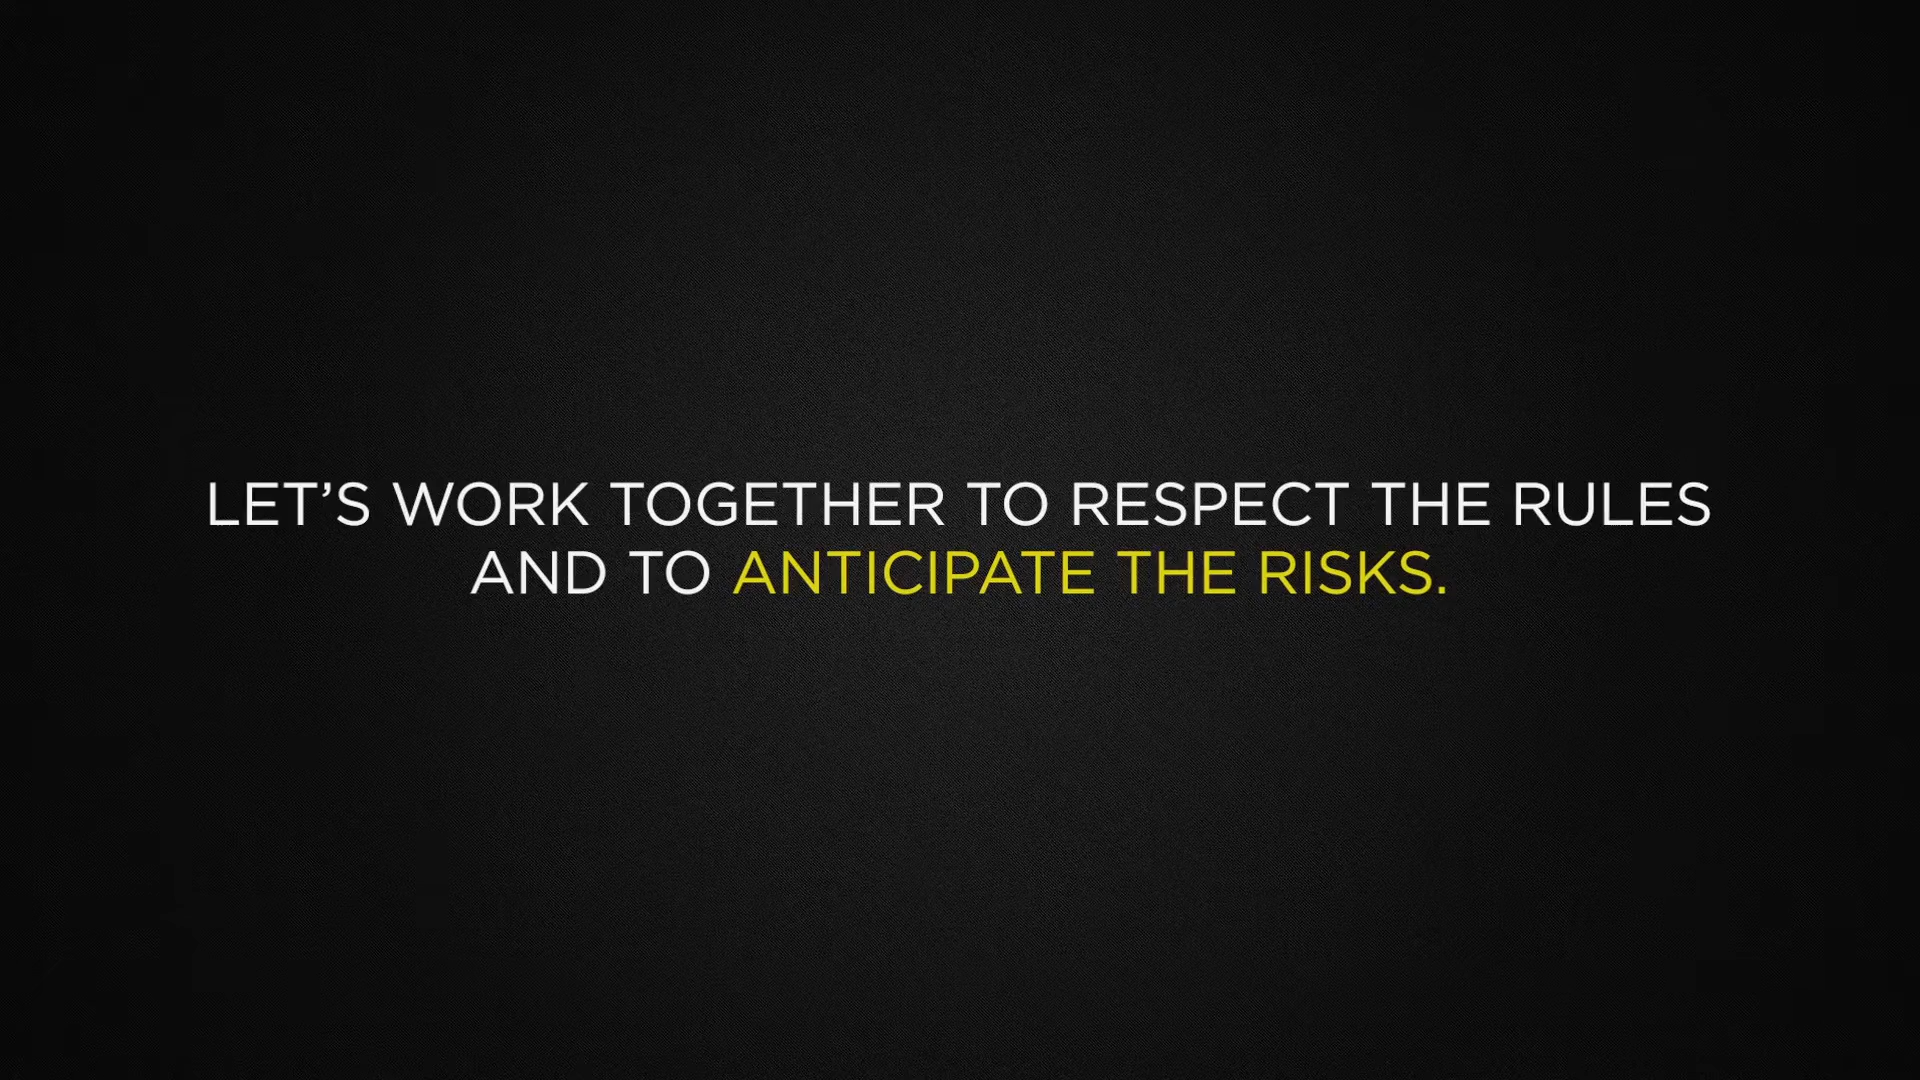 LET’S WORK TOGETHER TO RESPECT THE RULES
AND TO ANTICIPATE THE RISKS.